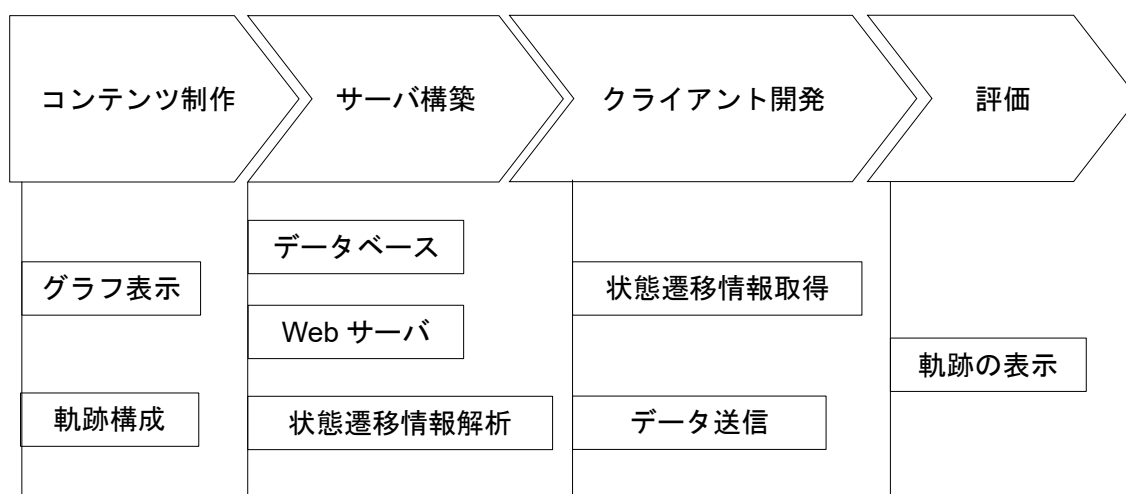 コンテンツ制作
サーバ構築
クライアント開発
評価
グラフ表示
軌跡構成
データベース
Web サーバ
状態遷移情報解析
状態遷移情報取得
データ送信
軌跡の表示